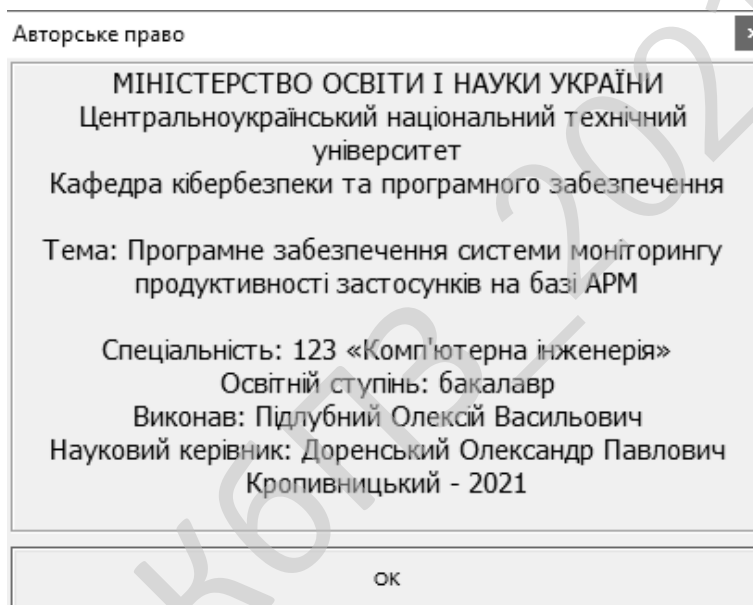 Авторське право
МІНІСТЕРСТВО ОСВІТИ І НАУКИ УКРАЇНИ
Центральноукраїнський національний технічний
університет
Кафедра кібербезпеки та програмного забезпечення
Тема: Програмне забезпечення системи моніторингу
продуктивності застосунків на базі APM
Спеціальність: 123 «Комп'ютерна інженерія»
Освітній ступінь: бакалавр
Виконав: Підлубний Олексій Васильович
Науковий керівник: Доренський Олександр Павлович
Кропивницький - 2021
ОК